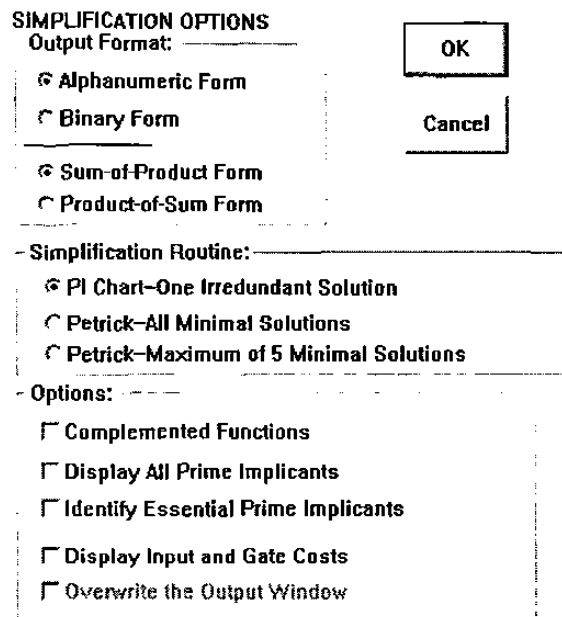 SIMPLIFICATION OPTIONS
Output Format:
OK
Alphanumeric Form
Binary Form
Cancel
Sum-of-Product Form
Product-of-Sum Form
Simplification Routine:
PI Chart-One Irredundant Solution
Petrick-All Minimal Solutions
Petrick-Maximum of 5 Minimal Solutions
Options:
Complemented Functions
Display All Prime Implicants
Identify Essential Prime Implicants
Display Input and Gate Costs
Overwrite the Output Window